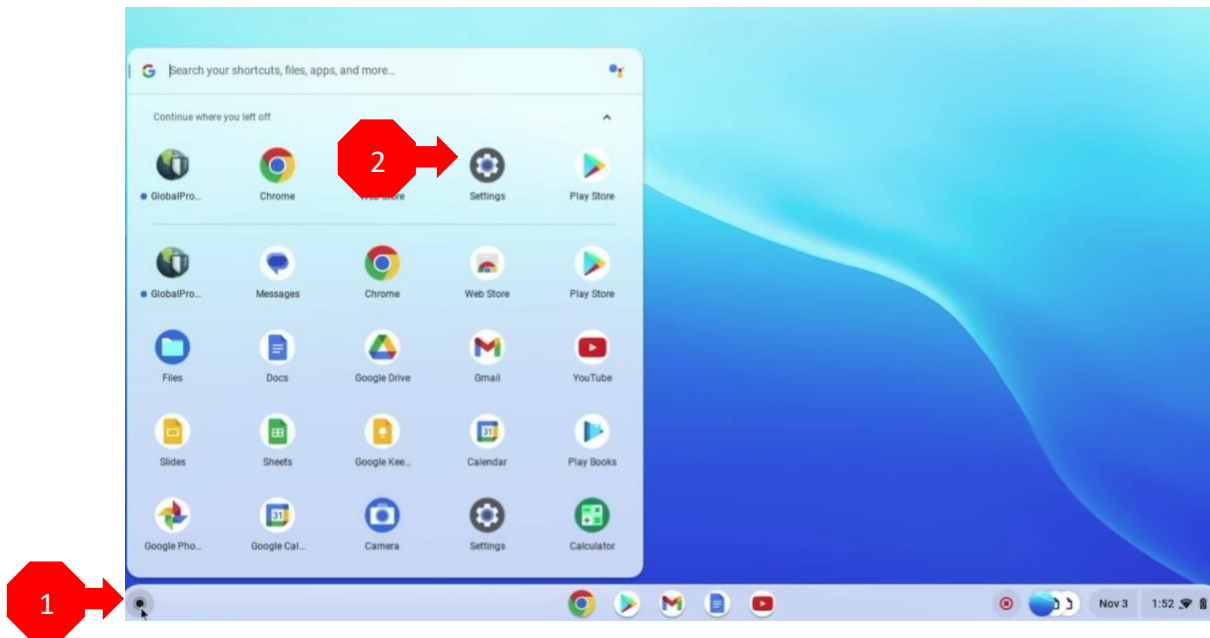 Search your shortcuts, files, apps, and more...
Continue where you left off
2
GlobalPro...
Chrome
Web Store
Settings
Play Store
GlobalPro...
Messages
Chrome
Web Store
Play Store
Files
Docs
Google Drive
Gmail
YouTube
Slides
Sheets
Google Kee...
Calendar
Play Books
Google Pho...
Google Cal...
Camera
Settings
Calculator
1
Nov 3 1:52